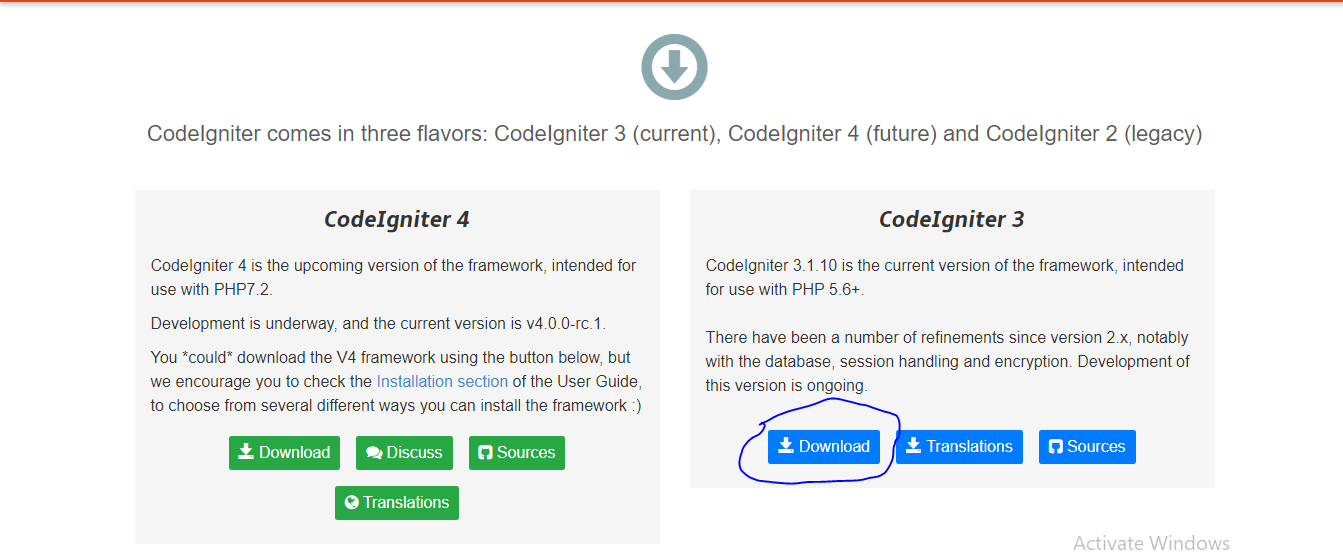 CodeIgniter comes in three flavors: CodeIgniter 3 (current), CodeIgniter 4 (future) and CodeIgniter 2 (legacy)
CodeIgniter 4
CodeIgniter 4 is the upcoming version of the framework, intended for
use with PHP7.2.
Development is underway, and the current version is v4.0.0-rc.1.
You *could* download the V4 framework using the button below, but
we encourage you to check the Installation section of the User Guide,
to choose from several different ways you can install the framework :)
Download
Discuss
Sources
Translations
CodeIgniter 3
CodeIgniter 3.1.10 is the current version of the framework, intended
for use with PHP 5.6+.
There have been a number of refinements since version 2.x, notably
with the database, session handling and encryption. Development of
this version is ongoing.
Download
Translations
Sources
Activate Windows